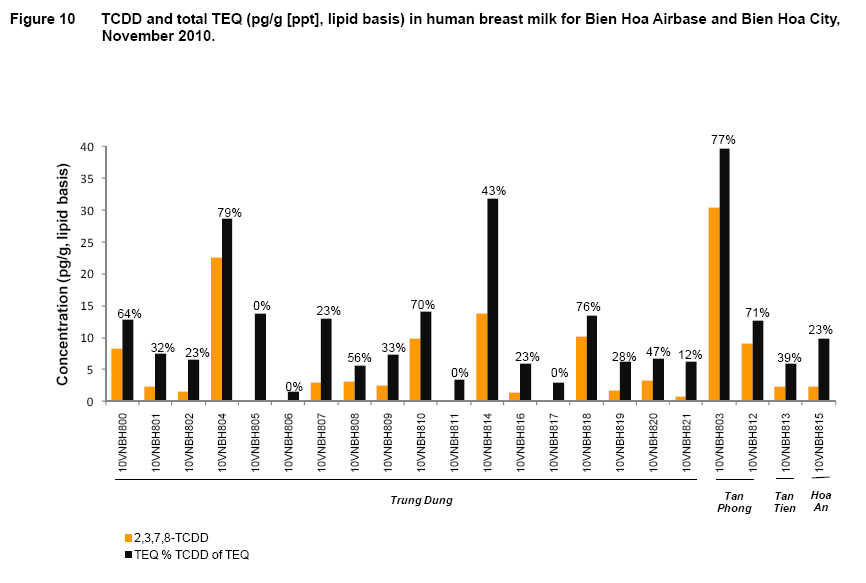 Figure 10 TCDD and total TEQ (pg/g [ppt], lipid basis) in human breast milk for Bien Hoa Airbase and Bien Hoa City,
November 2010.
Concentration (pg/g, lipid basis)
40
35
30
25
20
15
10
5
0
64%
32%
23%
79%
0%
0%
23%
56%
33%
70%
0%
43%
23%
0%
76%
28%
47%
12%
77%
71%
39%
23%
10VNBH800
10VNBH801
10VNBH802
10VNBH804
10VNBH805
10VNBH806
10VNBH807
10VNBH808
10VNBH809
10VNBH810
10VNBH811
10VNBH814
10VNBH816
10VNBH817
10VNBH818
10VNBH819
10VNBH820
10VNBH821
10VNBH803
10VNBH812
10VNBH813
10VNBH815
Trung Dung
Tan
Phong
Tan
Tien
Hoa
An
2,3,7,8-TCDD
TEQ % TCDD of TEQ